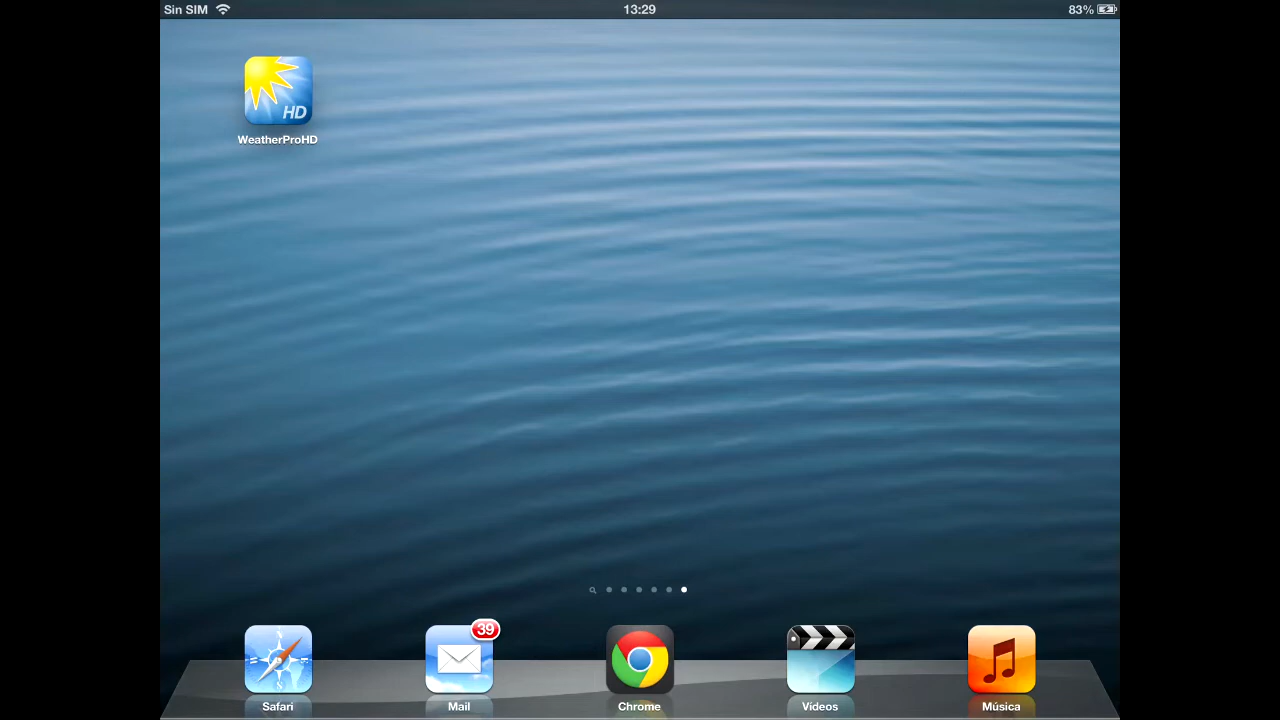 Sin SIM 13:29 83%
HD
WeatherProHD
39
Safari Mail Chrome Vídeos Música